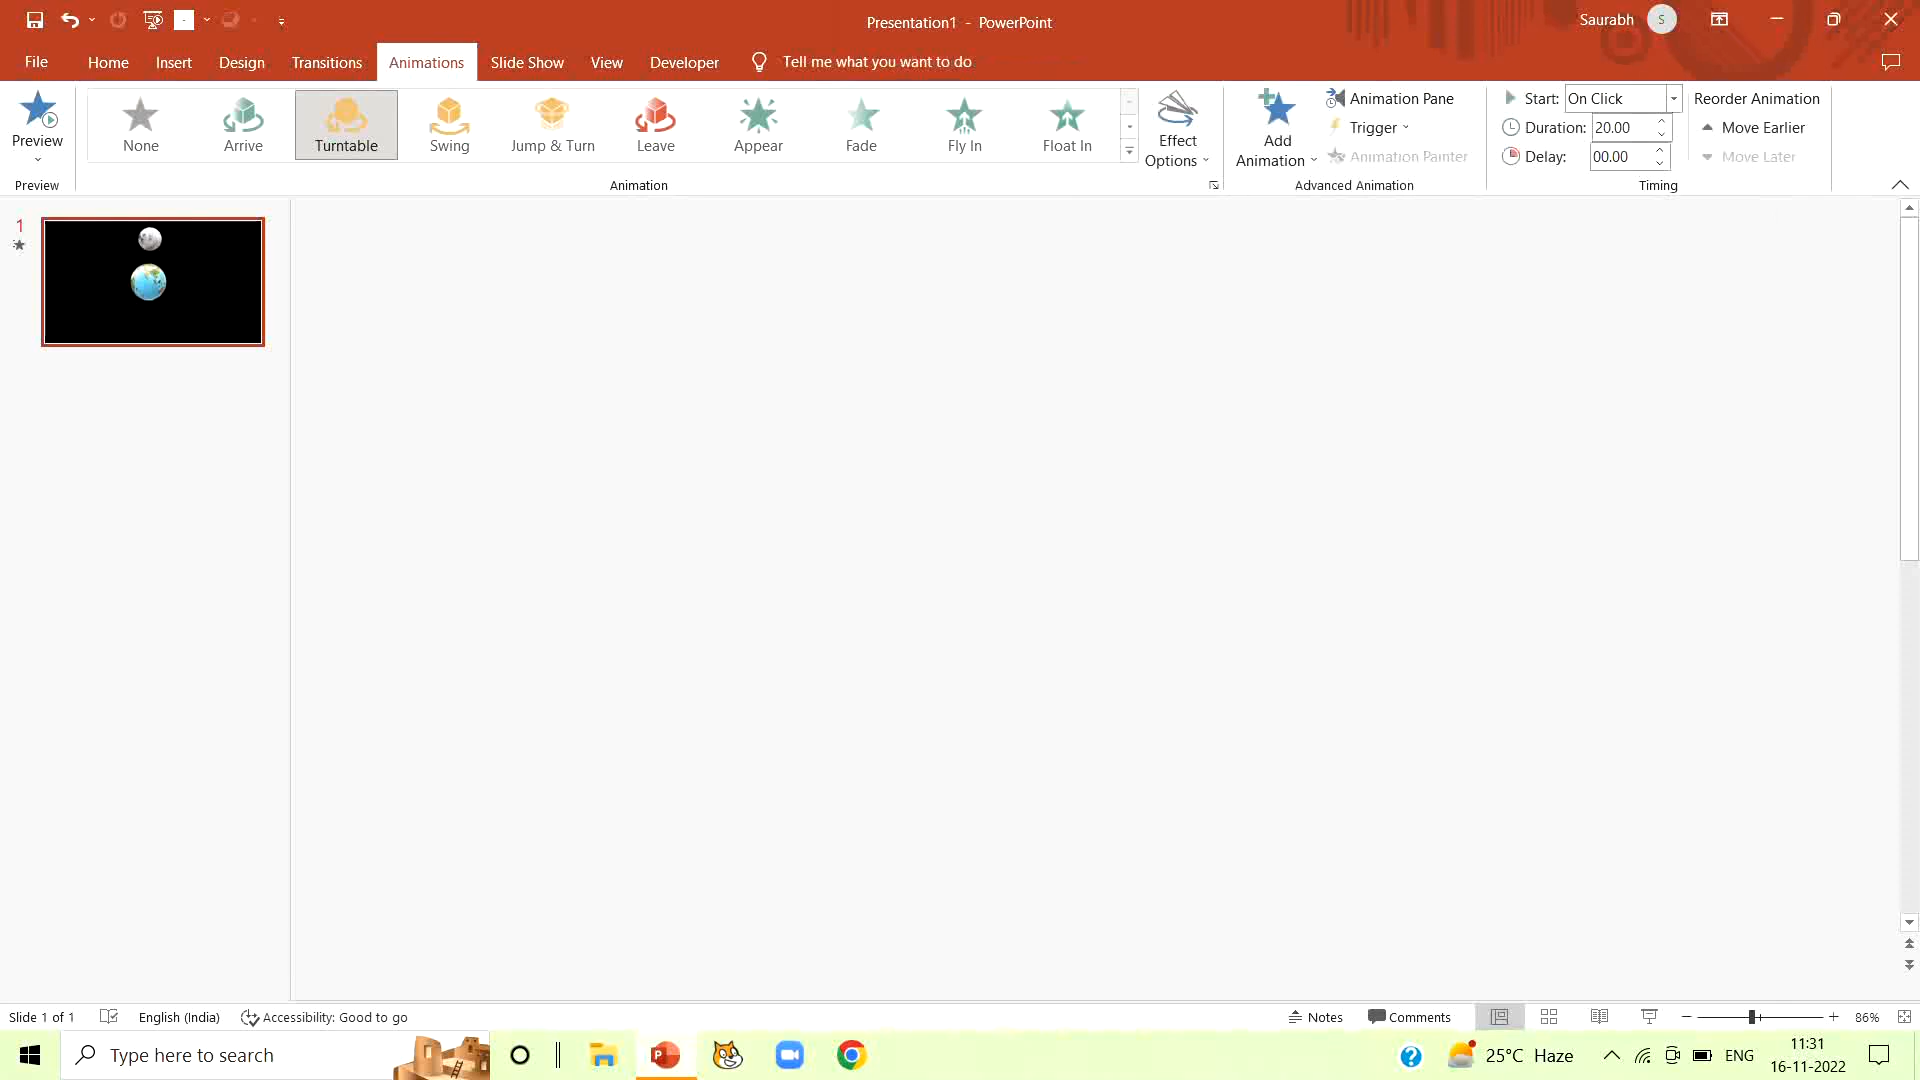 Presentation1 - PowerPoint
Saurabh
S
File
Home
Insert
Design
Transitions
Animations
Slide Show
View
Developer
Tell me what you want to do
Preview
None
Arrive
Turntable
Swing
Jump & Turn
Leave
Appear
Fade
Fly In
Float In
Effect
Options
Add
Animation
Animation Pane
Trigger
Animation Painter
Start:
On Click
Duration:
20.00
Delay:
00.00
Reorder Animation
Move Earlier
Move Later
Preview
Animation
Advanced Animation
Timing
1
Slide 1 of 1
English (India)
Accessibility: Good to go
Notes
Comments
86%
Type here to search
25°C Haze
ENG
11:31
16-11-2022